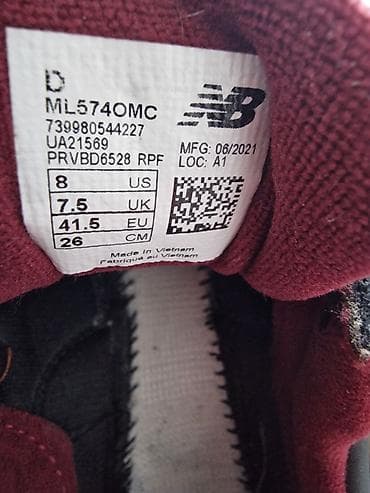 D
ML574OMC
739980544227
UA21569
PRVBD6528 RPF
NB
MFG: 06/2021
LOC: A1
8 US
7.5 UK
41.5 EU
26 CM
Made in Vietnam
Fabriqué au Vietnam